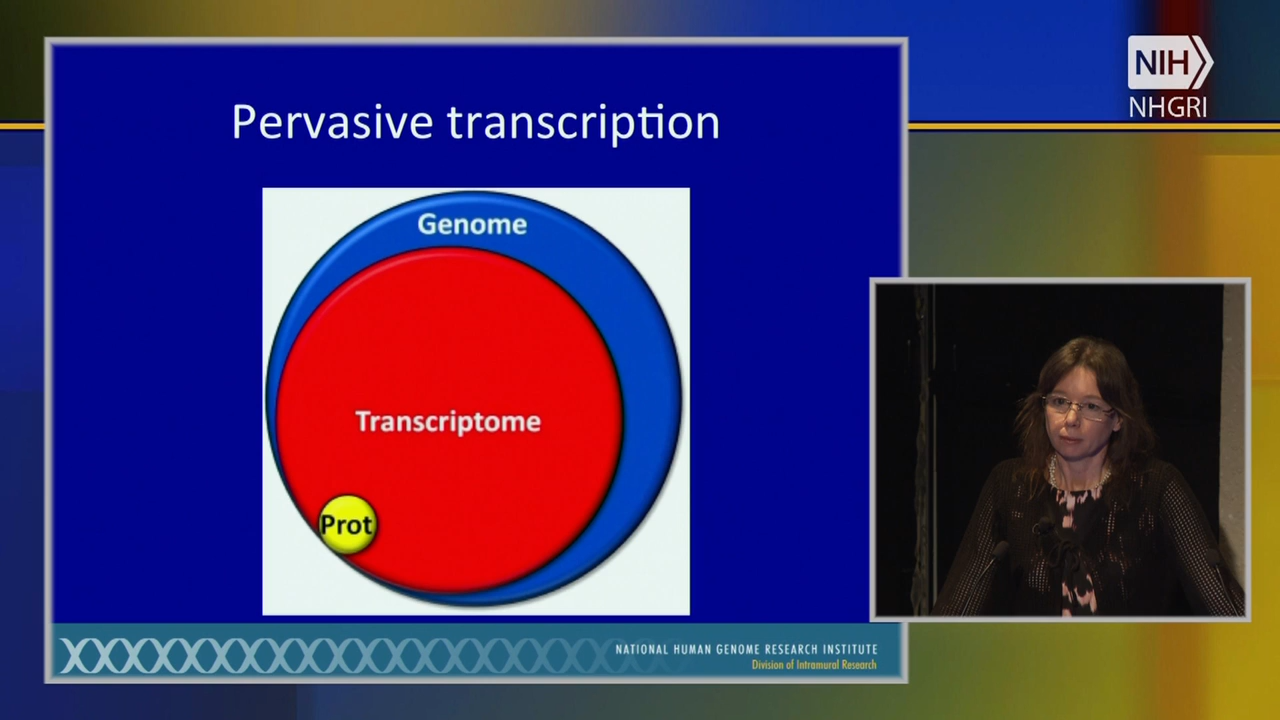 Pervasive transcription
Genome
Transcriptome
Prot
NATIONAL HUMAN GENOME RESEARCH INSTITUTE
Division of Intramural Research
NIH
NHGRI